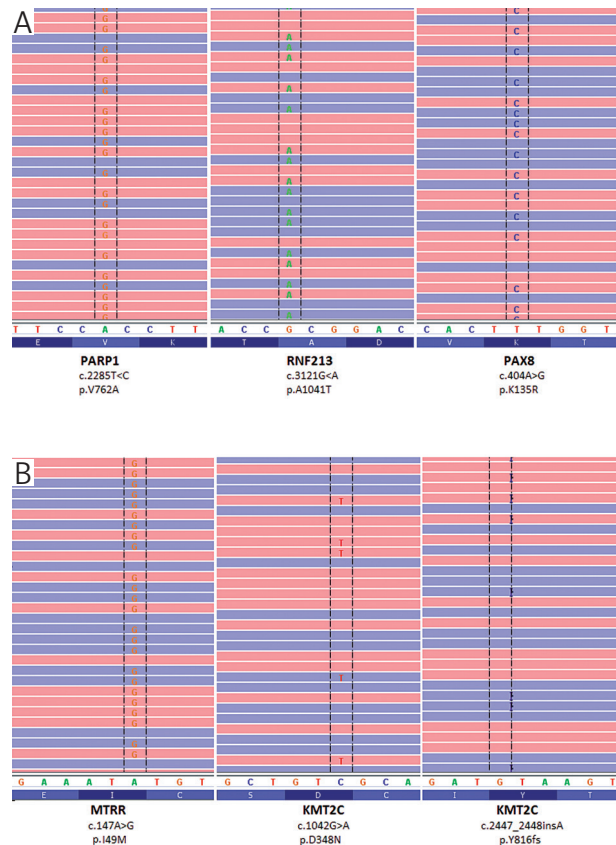 A
G G A C
G A C
G A
G A C
G
G A C
G A C
G C
G C
G C
G A C
G A
G A C
G A
G A C
G A C
G
G A
G A C
G
G A
G A C
G C
G A C
T T C C A C C T T A C C G C G G A C C A C T T T G G T
E V K T A D V K T
PARP1 RNF213 PAX8
c.2285T<C c.3121G<A c.404A>G
p.V762A p.A1041T p.K135R
B
G
G
G
G T
G
G
G
G T
G T
G
G
G
G
G
G
G
G
G T
G
G
G
G
G
G T
G A A A T A T G T G C T G T C G C A G A T G T A A G T
E I C S D C I Y V
MTRR KMT2C KMT2C
c.147A>G c.1042G>A c.2447_2448insA
p.I49M p.D348N p.Y816fs